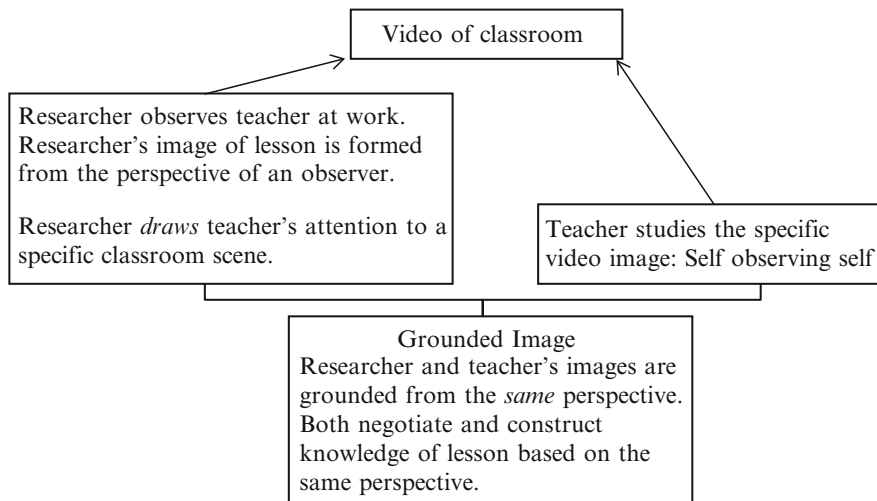 Video of classroom
Researcher observes teacher at work.
Researcher’s image of lesson is formed
from the perspective of an observer.
Researcher draws teacher’s attention to a
specific classroom scene.
Teacher studies the specific
video image: Self observing self
Grounded Image
Researcher and teacher’s images are
grounded from the same perspective.
Both negotiate and construct
knowledge of lesson based on the
same perspective.